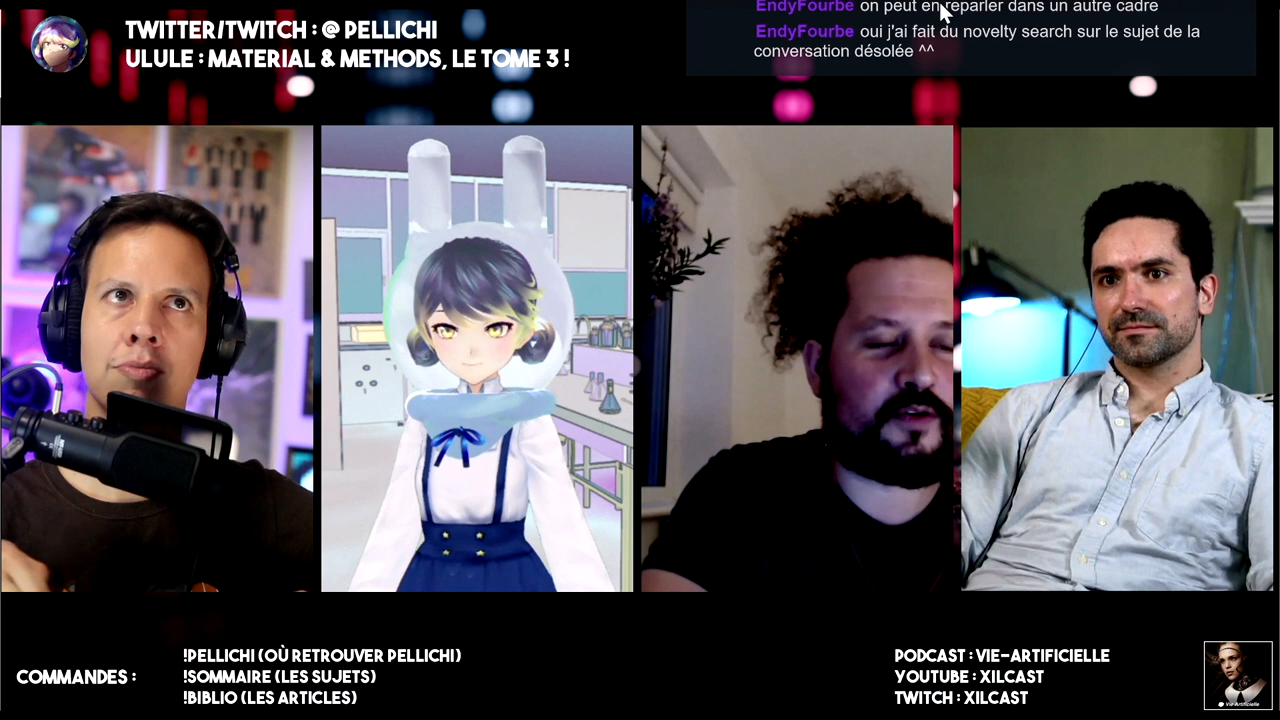 TWITTER/TWITCH : @ PELLICHI
ULULE : MATERIAL & METHODS, LE TOME 3 !
EndyFourbe on peut en reparler dans un autre cadre
EndyFourbe oui j'ai fait du novelty search sur le sujet de la
conversation désolée ^^
COMMANDES :
!PELLICHI (OÙ RETROUVER PELLICHI)
!SOMMAIRE (LES SUJETS)
!BIBLIO (LES ARTICLES)
PODCAST : VIE-ARTIFICIELLE
YOUTUBE : XILCAST
TWITCH : XILCAST
Vie-Artificielle